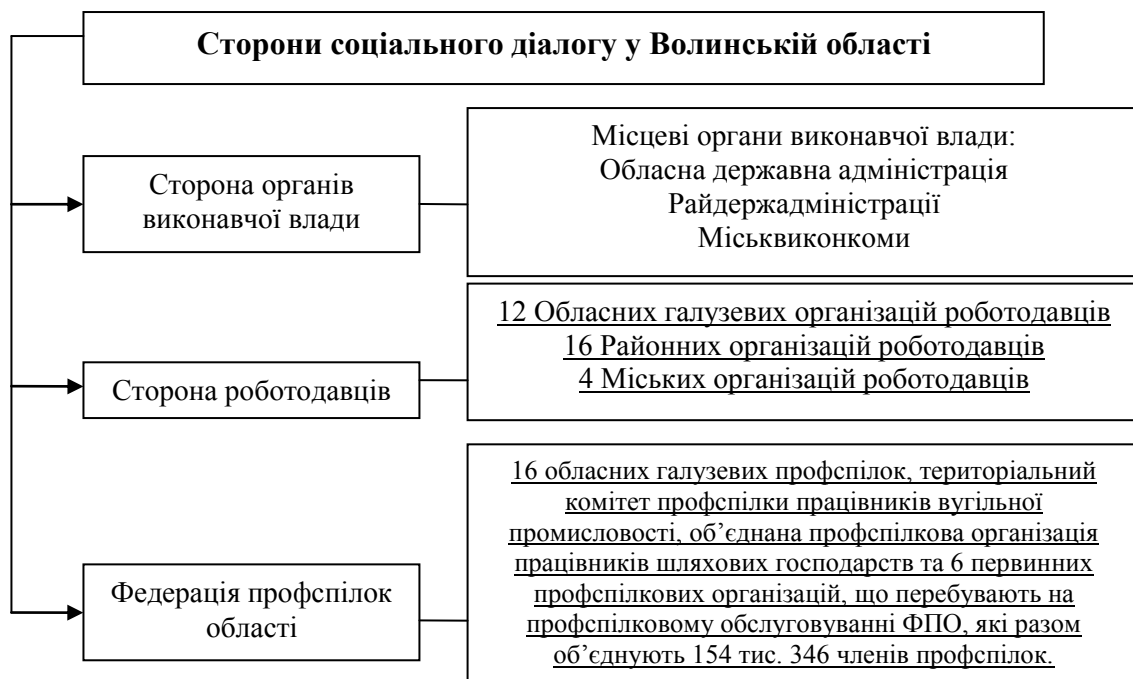 Сторони соціального діалогу у Волинській області
Сторона органів
виконавчої влади
Місцеві органи виконавчої влади:
Обласна державна адміністрація
Райдержадміністрації
Міськвиконкоми
Сторона роботодавців
12 Обласних галузевих організацій роботодавців
16 Районних організацій роботодавців
4 Міських організацій роботодавців
Федерація профспілок
області
16 обласних галузевих профспілок, територіальний
комітет профспілки працівників вугільної
промисловості, об’єднана профспілкова організація
працівників шляхових господарств та 6 первинних
профспілкових організацій, що перебувають на
профспілковому обслуговуванні ФПО, які разом
об’єднують 154 тис. 346 членів профспілок.